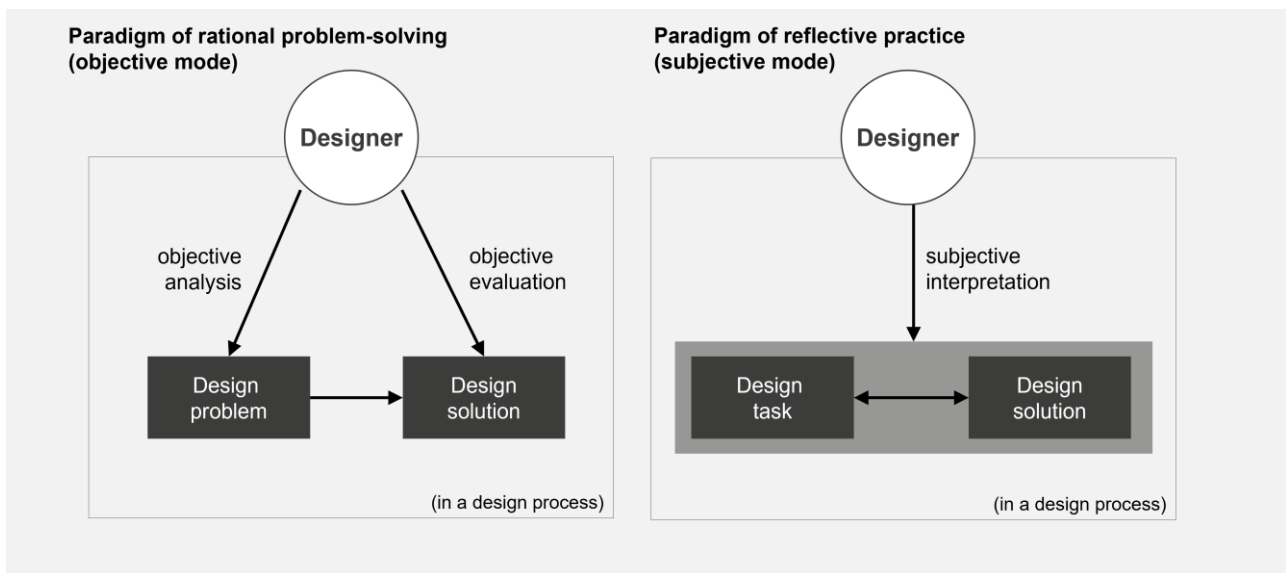 Paradigm of rational problem-solving
(objective mode)
Designer
objective
analysis
objective
evaluation
Design
problem
Design
solution
(in a design process)
Paradigm of reflective practice
(subjective mode)
Designer
subjective
interpretation
Design
task
Design
solution
(in a design process)